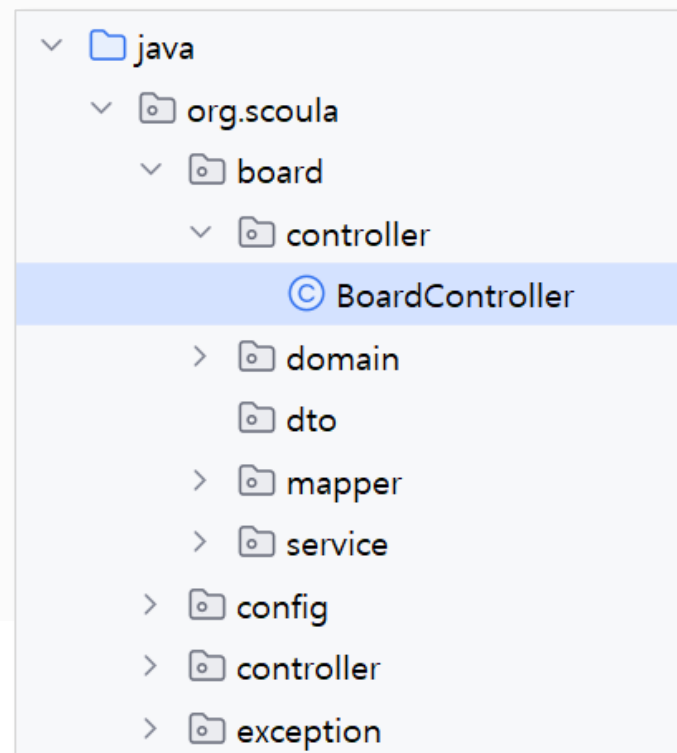 java
org.scoula
board
controller
BoardController
domain
dto
mapper
service
config
controller
exception